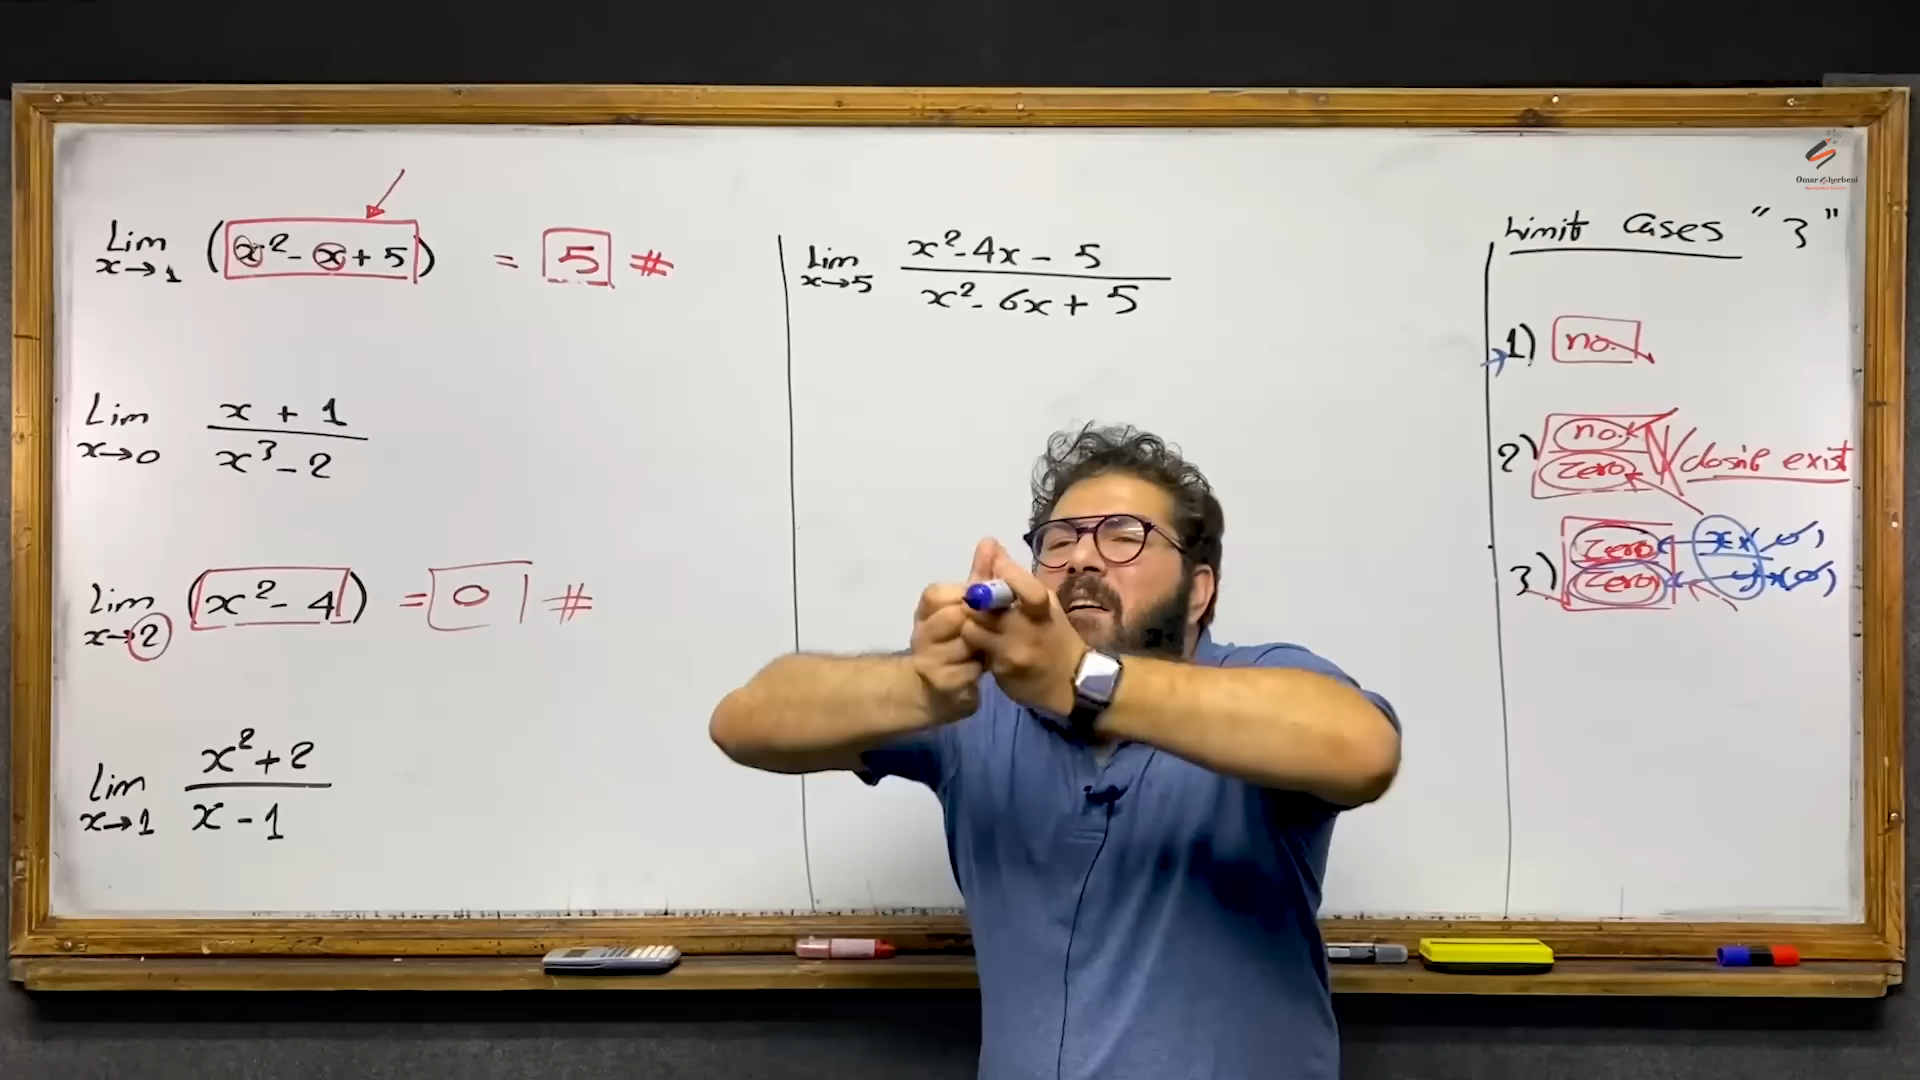 Lim x→1 (x² - x + 5) = 5 #
Lim x→0 x + 1 / x³ - 2
Lim x→2 (x² - 4) = 0 #
Lim x→1 x² + 2 / x - 1
Lim x→5 x² - 4x - 5 / x² - 6x + 5
Limit Cases "3"
1) no.
2) no. / Zero
exist
3) Zero / Zero
Omar Sherbeni